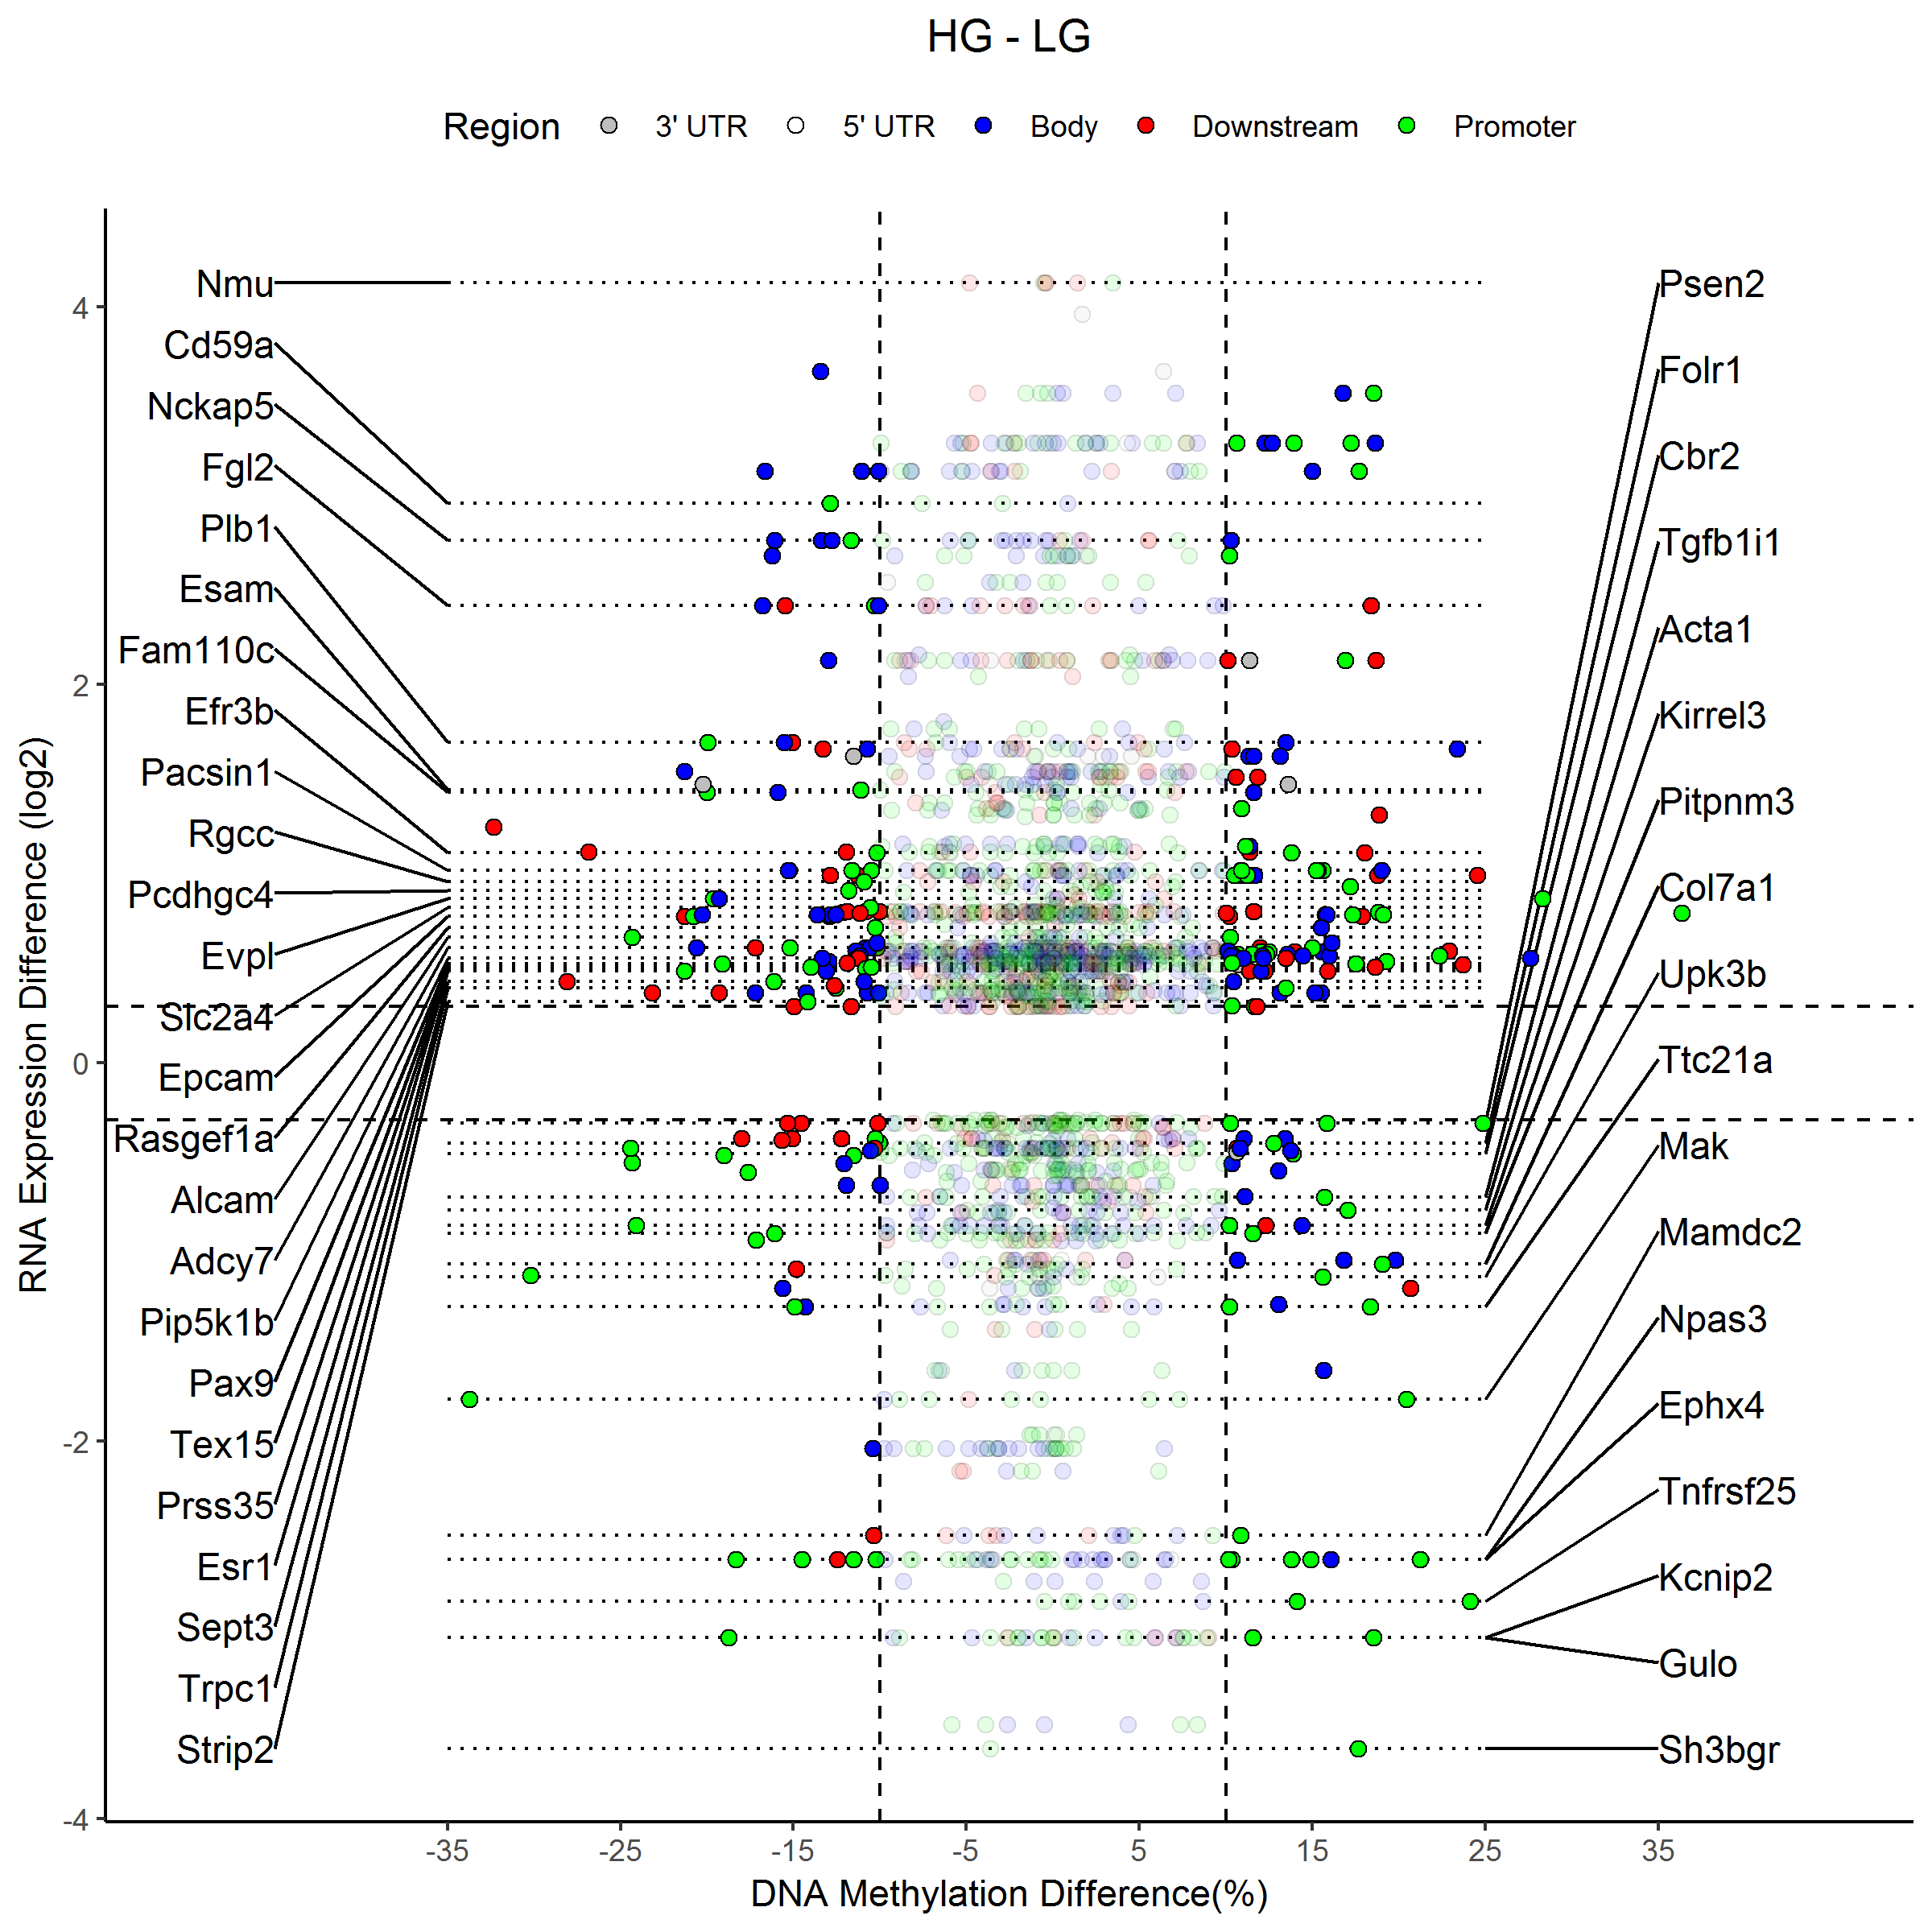 HG - LG
Region 3' UTR 5' UTR Body Downstream Promoter
RNA Expression Difference (log2)
4
2
0
-2
-4
Nmu
Cd59a
Nckap5
Fgl2
Plb1
Esam
Fam110c
Efr3b
Pacsin1
Rgcc
Pcdhgc4
Evpl
Slc2a4
Epcam
Rasgef1a
Alcam
Adcy7
Pip5k1b
Pax9
Tex15
Prss35
Esr1
Sept3
Trpc1
Strip2
Psen2
Folr1
Cbr2
Tgfb1i1
Acta1
Kirrel3
Pitpnm3
Col7a1
Upk3b
Ttc21a
Mak
Mamdc2
Npas3
Ephx4
Tnfrsf25
Kcnip2
Gulo
Sh3bgr
-35 -25 -15 -5 5 15 25 35
DNA Methylation Difference(%)